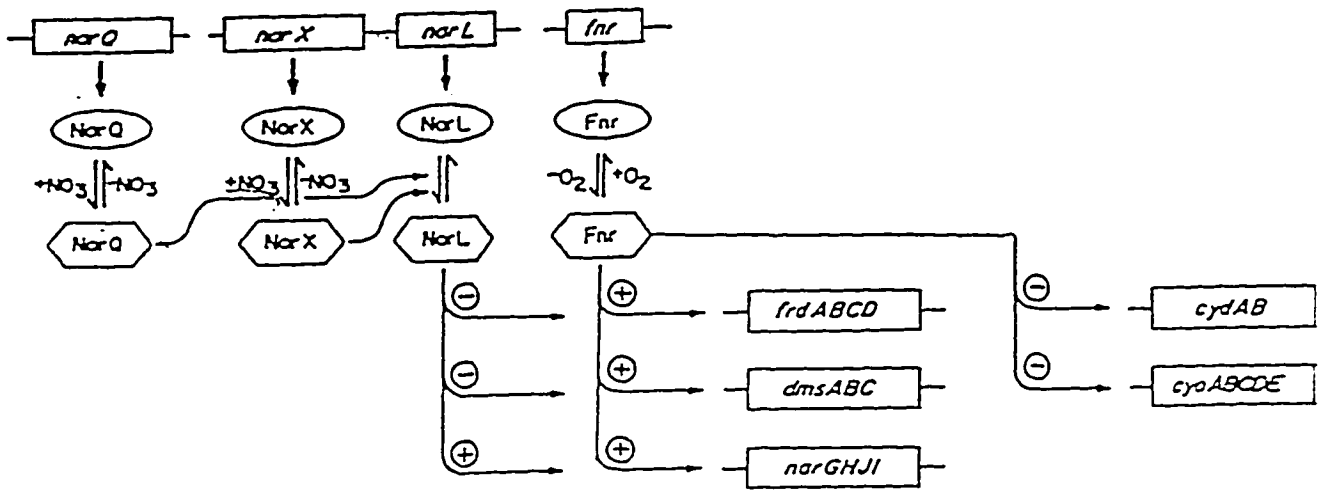 narQ narX narL fnr
NarQ NarX NarL Fnr
+NO3 -NO3 +NO3 -NO3 -O2 +O2
NarQ NarX NarL Fnr
- + frdABCD - cydAB
- + dmsABC - cyoABCDE
+ + narGHJI